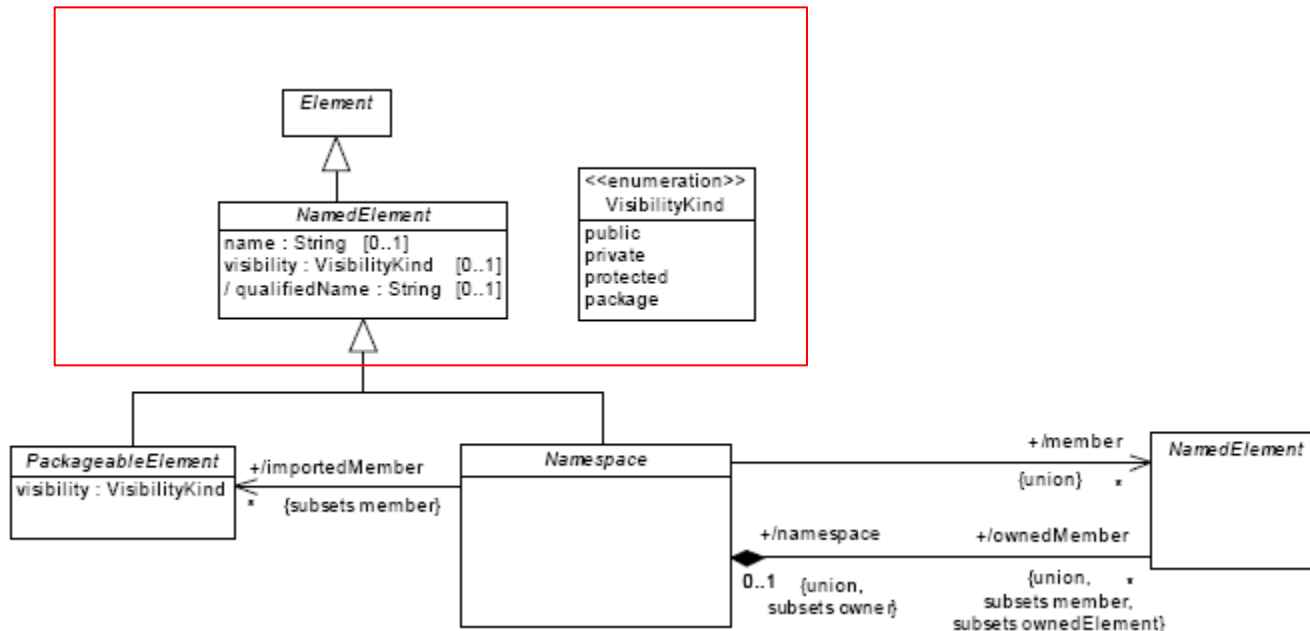 Element
<<enumeration>>
VisibilityKind
public
private
protected
package
NamedElement
name : String [0..1]
visibility : VisibilityKind [0..1]
/ qualifiedName : String [0..1]
PackageableElement
visibility : VisibilityKind
+/importedMember
*
{subsets member}
Namespace
+/member
{union}
*
NamedElement
+/namespace
0..1
{union,
subsets owner}
+/ownedMember
*
{union,
subsets member,
subsets ownedElement}